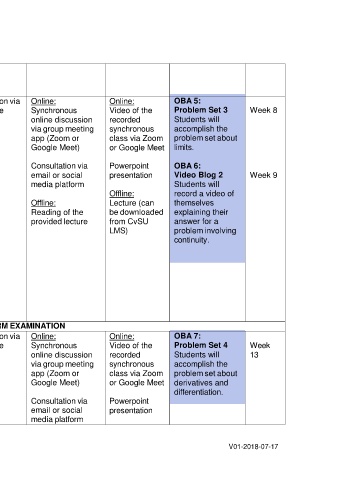 on via
e
Online:
Synchronous
online discussion
via group meeting
app (Zoom or
Google Meet)
Consultation via
email or social
media platform
Offline:
Reading of the
provided lecture
Online:
Video of the
recorded
synchronous
class via Zoom
or Google Meet
Powerpoint
presentation
Offline:
Lecture (can
be downloaded
from CvSU
LMS)
OBA 5:
Problem Set 3
Students will
accomplish the
problem set about
limits.
OBA 6:
Video Blog 2
Students will
record a video of
themselves
explaining their
answer for a
problem involving
continuity.
Week 8
Week 9
RM EXAMINATION
on via
e
Online:
Synchronous
online discussion
via group meeting
app (Zoom or
Google Meet)
Consultation via
email or social
media platform
Online:
Video of the
recorded
synchronous
class via Zoom
or Google Meet
Powerpoint
presentation
OBA 7:
Problem Set 4
Students will
accomplish the
problem set about
derivatives and
differentiation.
Week
13
V01-2018-07-17